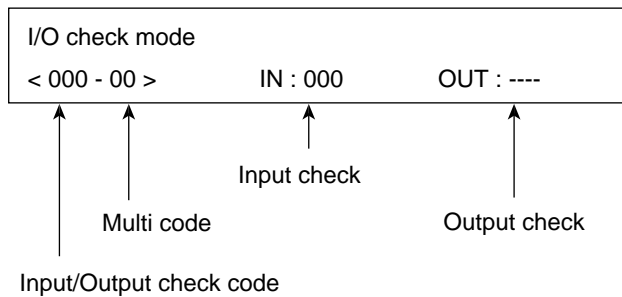 I/O check mode
< 000 - 00 > IN : 000 OUT : ----
Input check
Multi code Output check
Input/Output check code